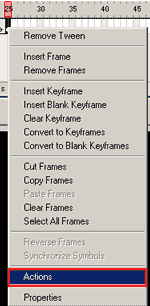 25 30 35 40 45
Remove Tween
Insert Frame
Remove Frames
Insert Keyframe
Insert Blank Keyframe
Clear Keyframe
Convert to Keyframes
Convert to Blank Keyframes
Cut Frames
Copy Frames
Paste Frames
Clear Frames
Select All Frames
Reverse Frames
Synchronize Symbols
Actions
Properties